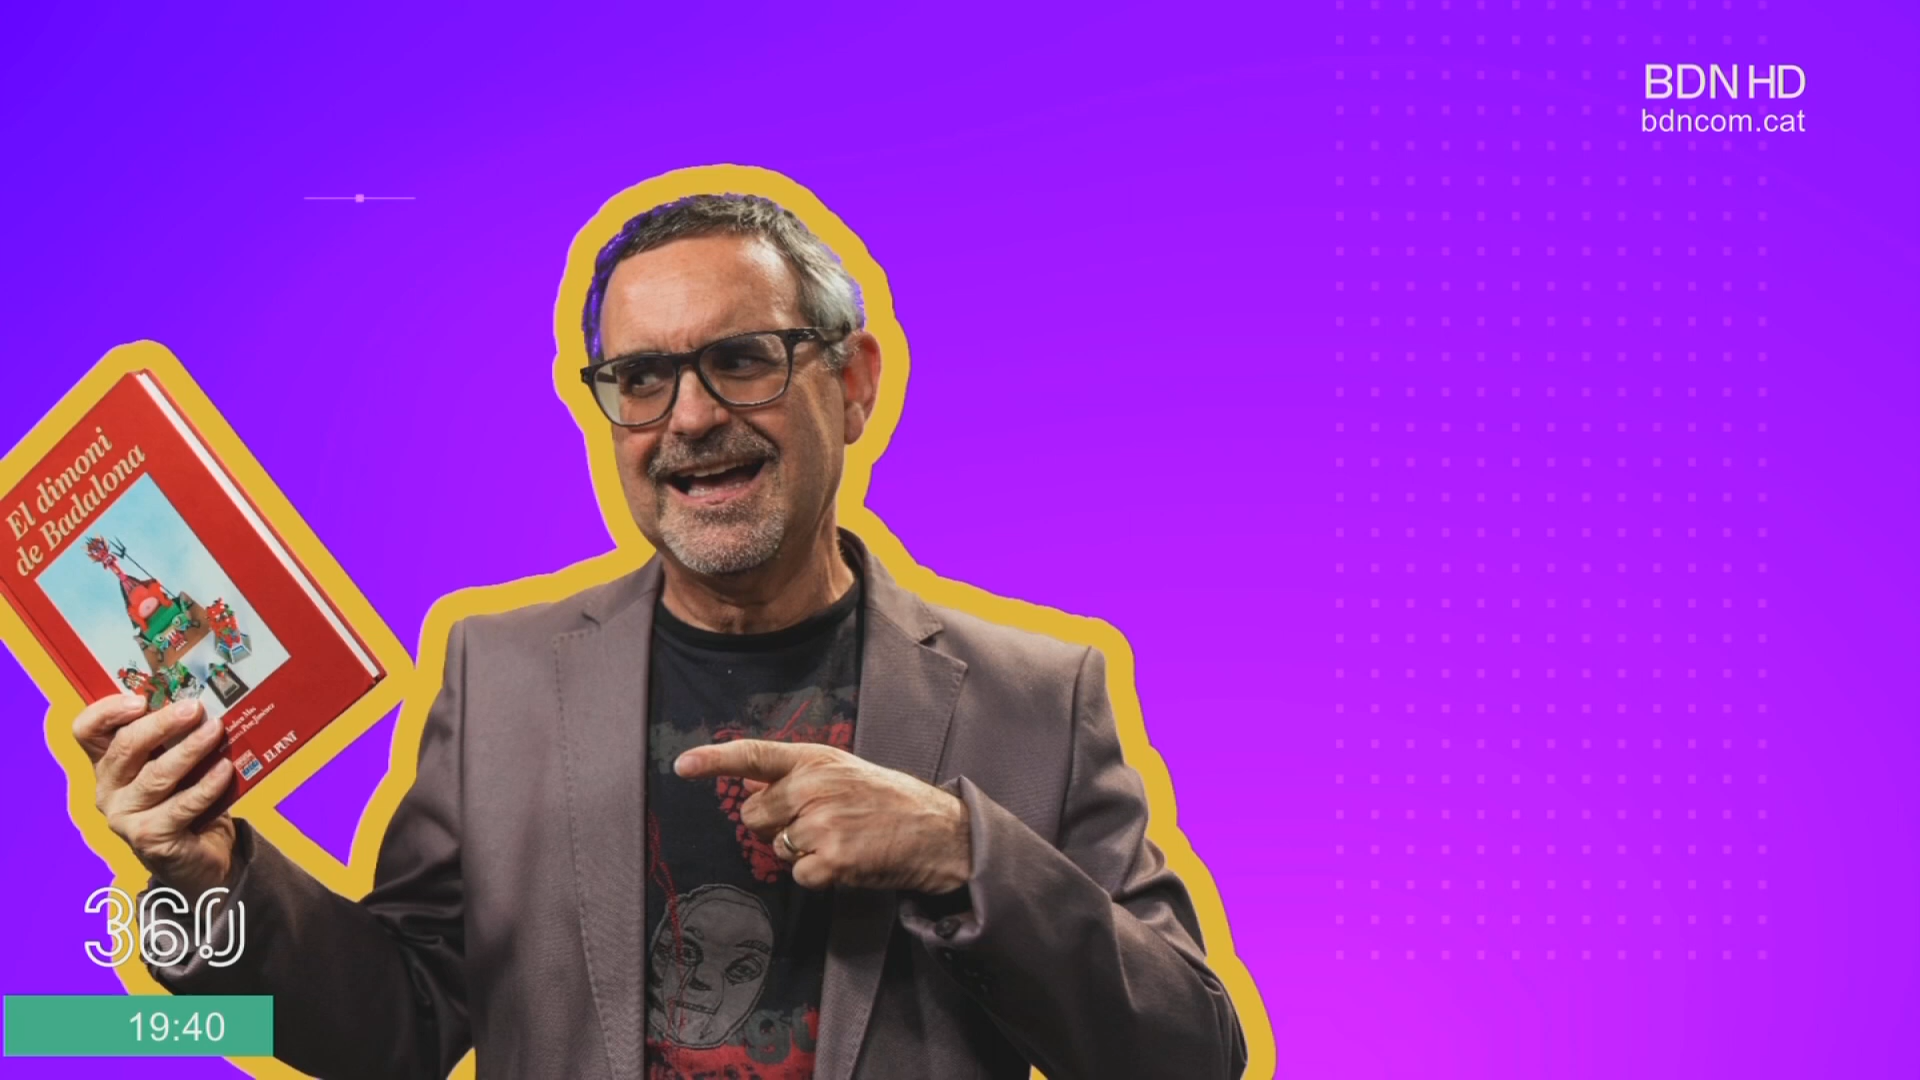 BDN HD
bdncom.cat
El dimoni
de Badalona
EL PUNT
360
19:40